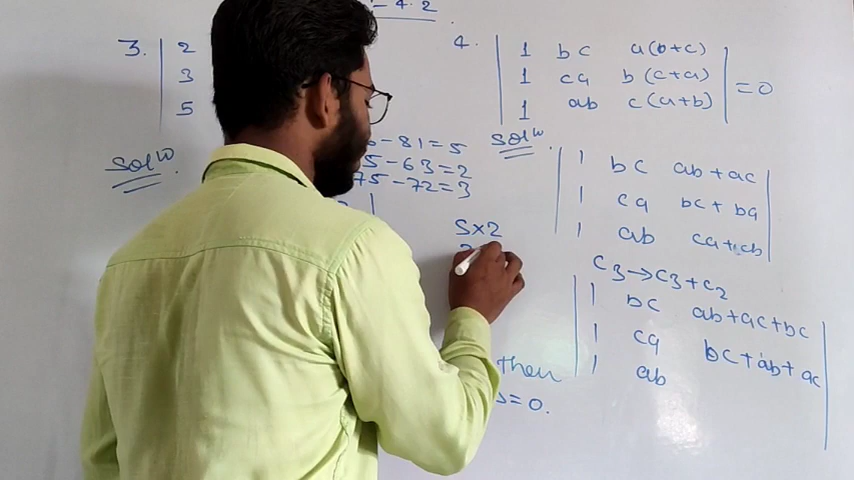 4.2
3. | 2
3
5
Solⁿ.
6 - 81 = 5
5 - 63 = 2
75 - 72 = 3
5×2
then
= 0.
4. | 1 bc a(b+c) |
| 1 ca b(c+a) | = 0
| 1 ab c(a+b) |
Solⁿ.
| 1 bc ab + ac |
| 1 ca bc + ba |
| 1 ab ca + cb |
C3 → C3 + C2
| 1 bc ab + ac + bc |
| 1 ca bc + ab + ac |
| 1 ab |